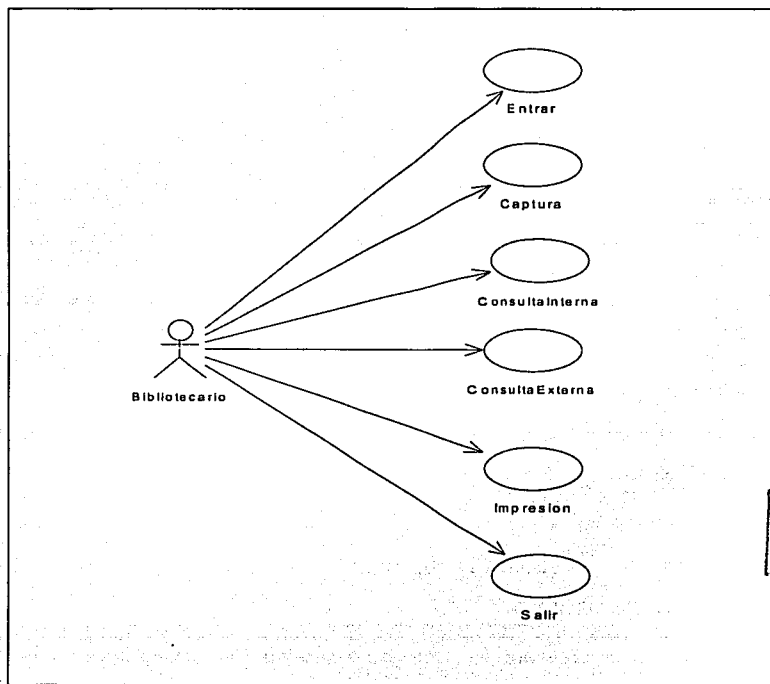 Entrar
Captura
ConsultaInterna
ConsultaExterna
Bibliotecario
Impresion
Salir